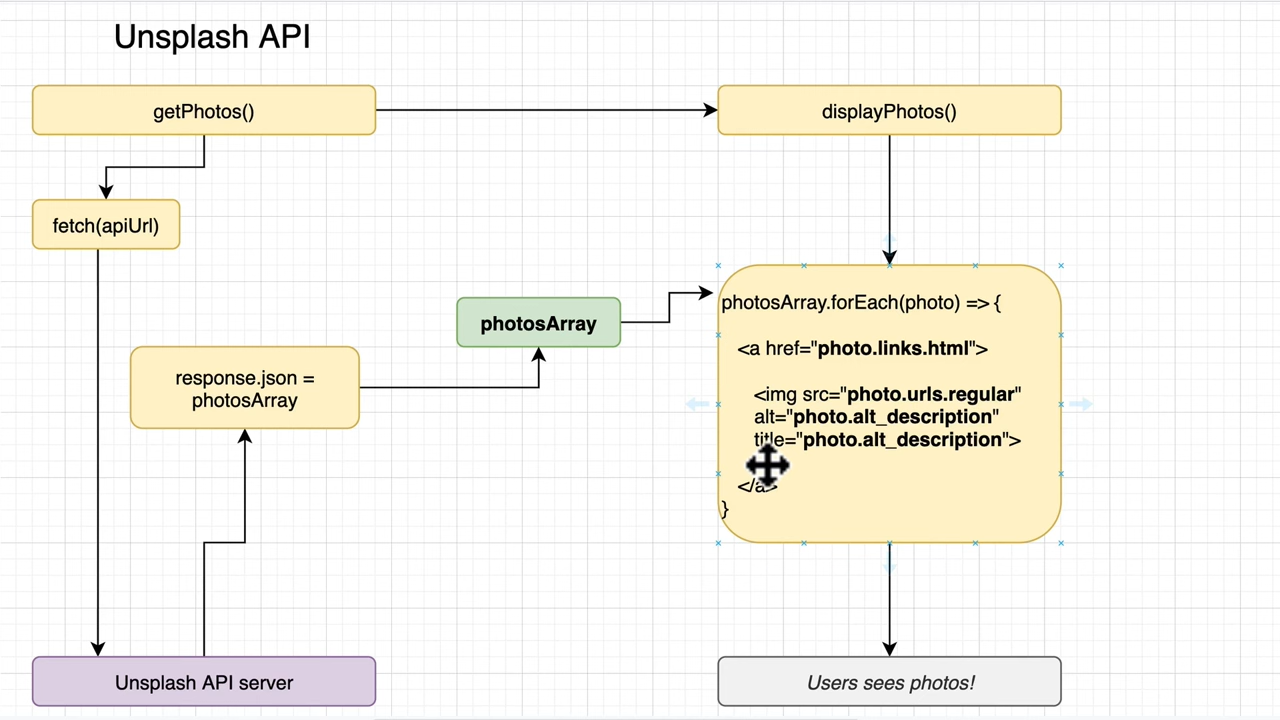 Unsplash API
getPhotos()
displayPhotos()
fetch(apiUrl)
photosArray.forEach(photo) => {
photosArray
<a href="photo.links.html">
response.json =
photosArray
<img src="photo.urls.regular"
alt="photo.alt_description"
title="photo.alt_description">
</a>
}
Unsplash API server
Users sees photos!